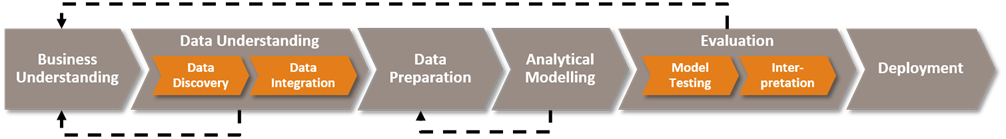 Business
Understanding
Data Understanding
Data
Discovery
Data
Integration
Data
Preparation
Analytical
Modelling
Evaluation
Model
Testing
Inter-
pretation
Deployment